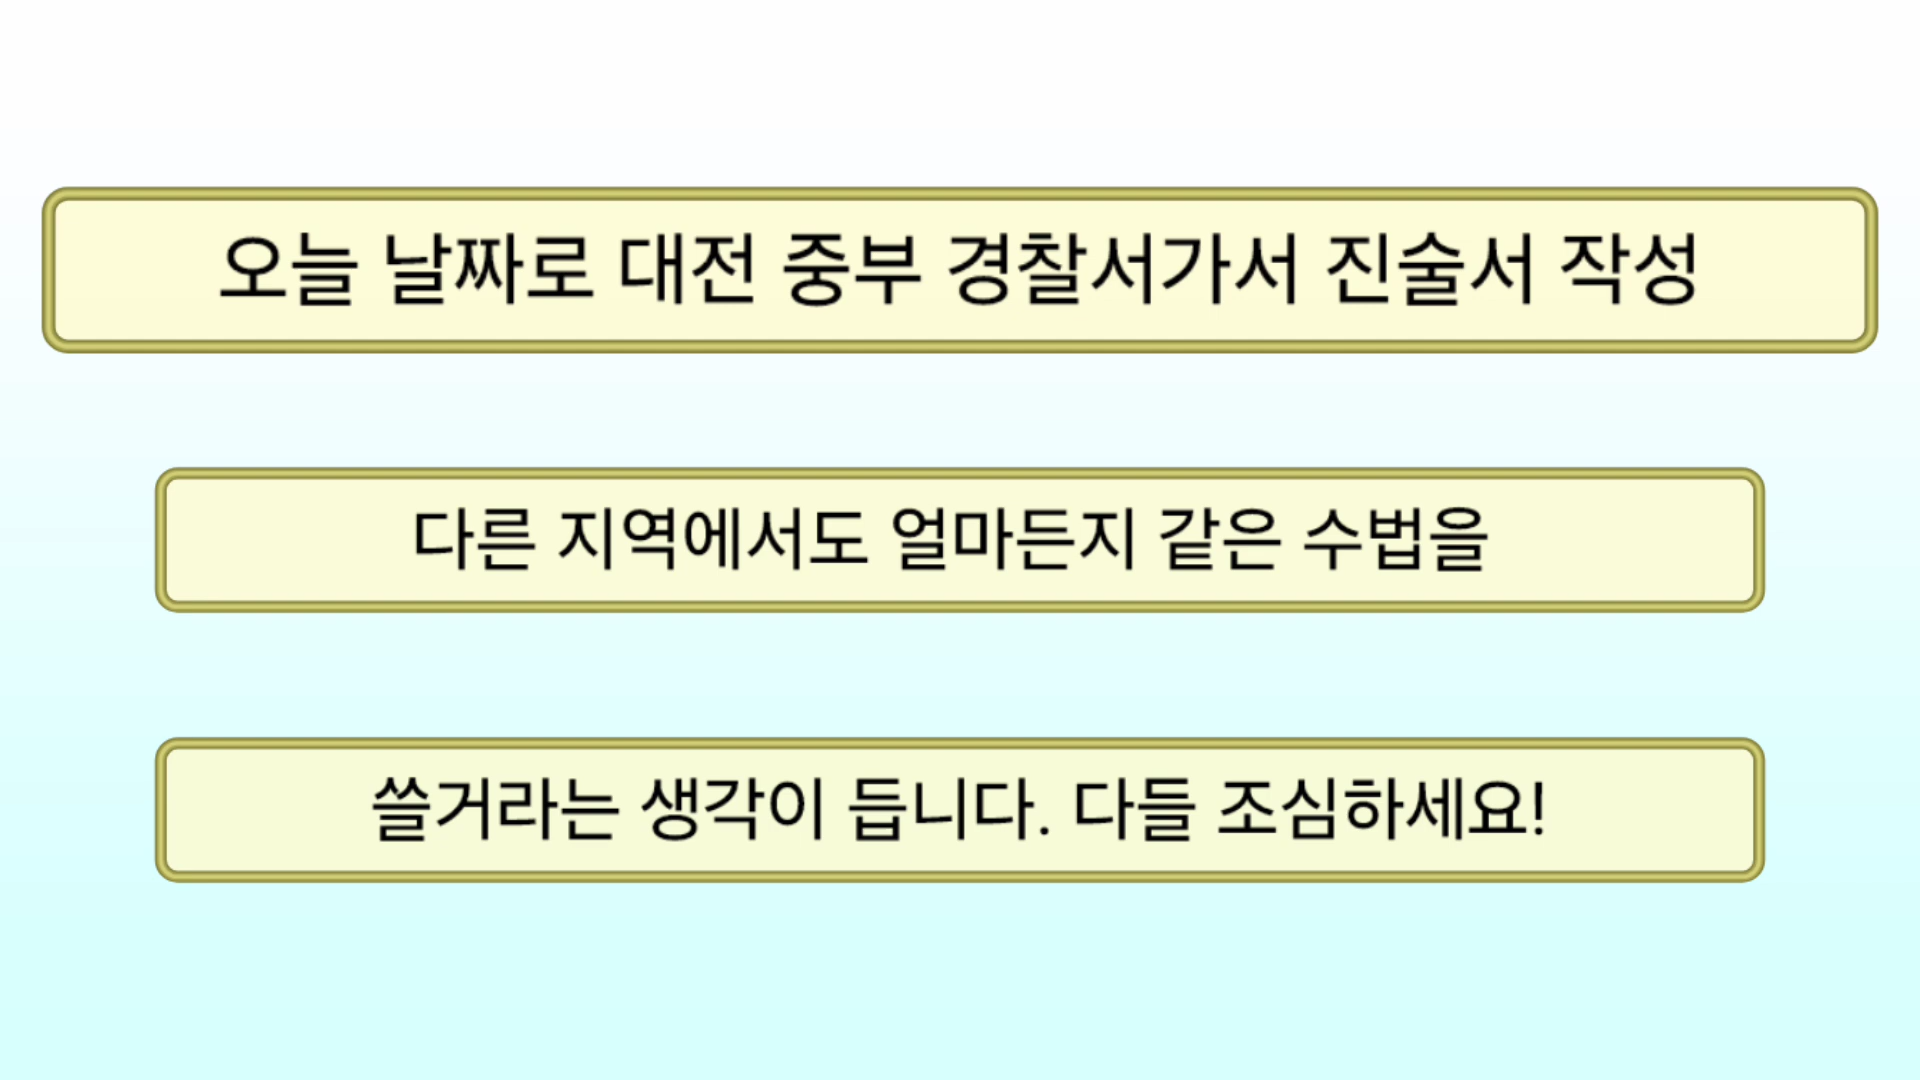 오늘 날짜로 대전 중부 경찰서가서 진술서 작성
다른 지역에서도 얼마든지 같은 수법을
쓸거라는 생각이 듭니다. 다들 조심하세요!